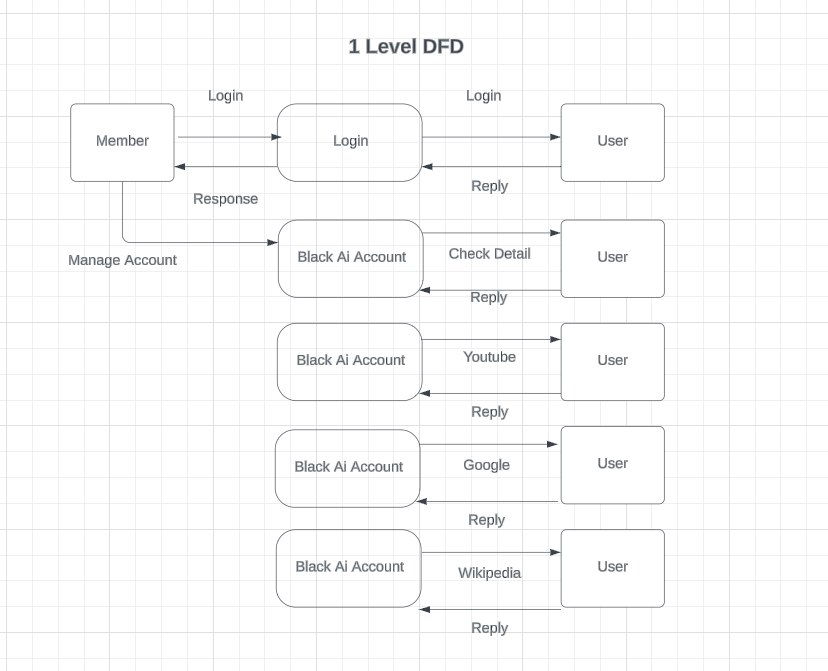 1 Level DFD
Login
Login
Member
Login
User
Reply
Response
Black Ai Account
Check Detail
User
Manage Account
Reply
Black Ai Account
Youtube
User
Reply
Black Ai Account
Google
User
Reply
Black Ai Account
Wikipedia
User
Reply